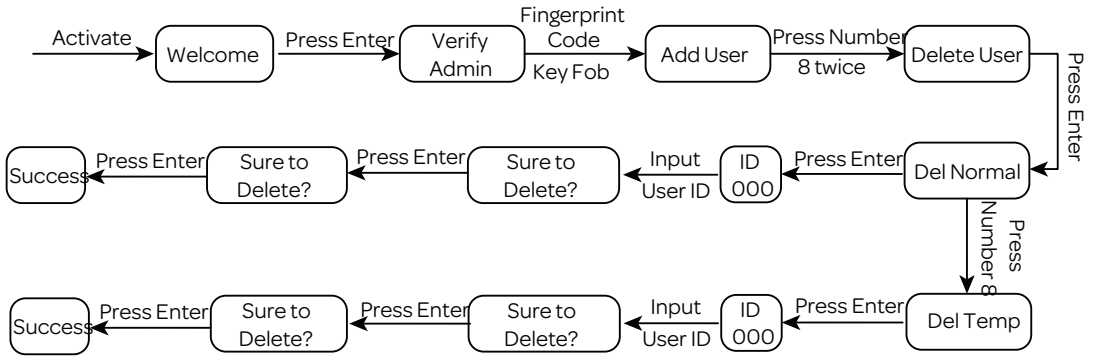 Activate
Welcome
Press Enter
Verify
Admin
Fingerprint
Code
Key Fob
Add User
Press Number
8 twice
Delete User
Press Enter
Del Normal
Press Enter
ID
000
Input
User ID
Sure to
Delete?
Press Enter
Sure to
Delete?
Press Enter
Success
Press
Number 8
Del Temp
Press Enter
ID
000
Input
User ID
Sure to
Delete?
Press Enter
Sure to
Delete?
Press Enter
Success